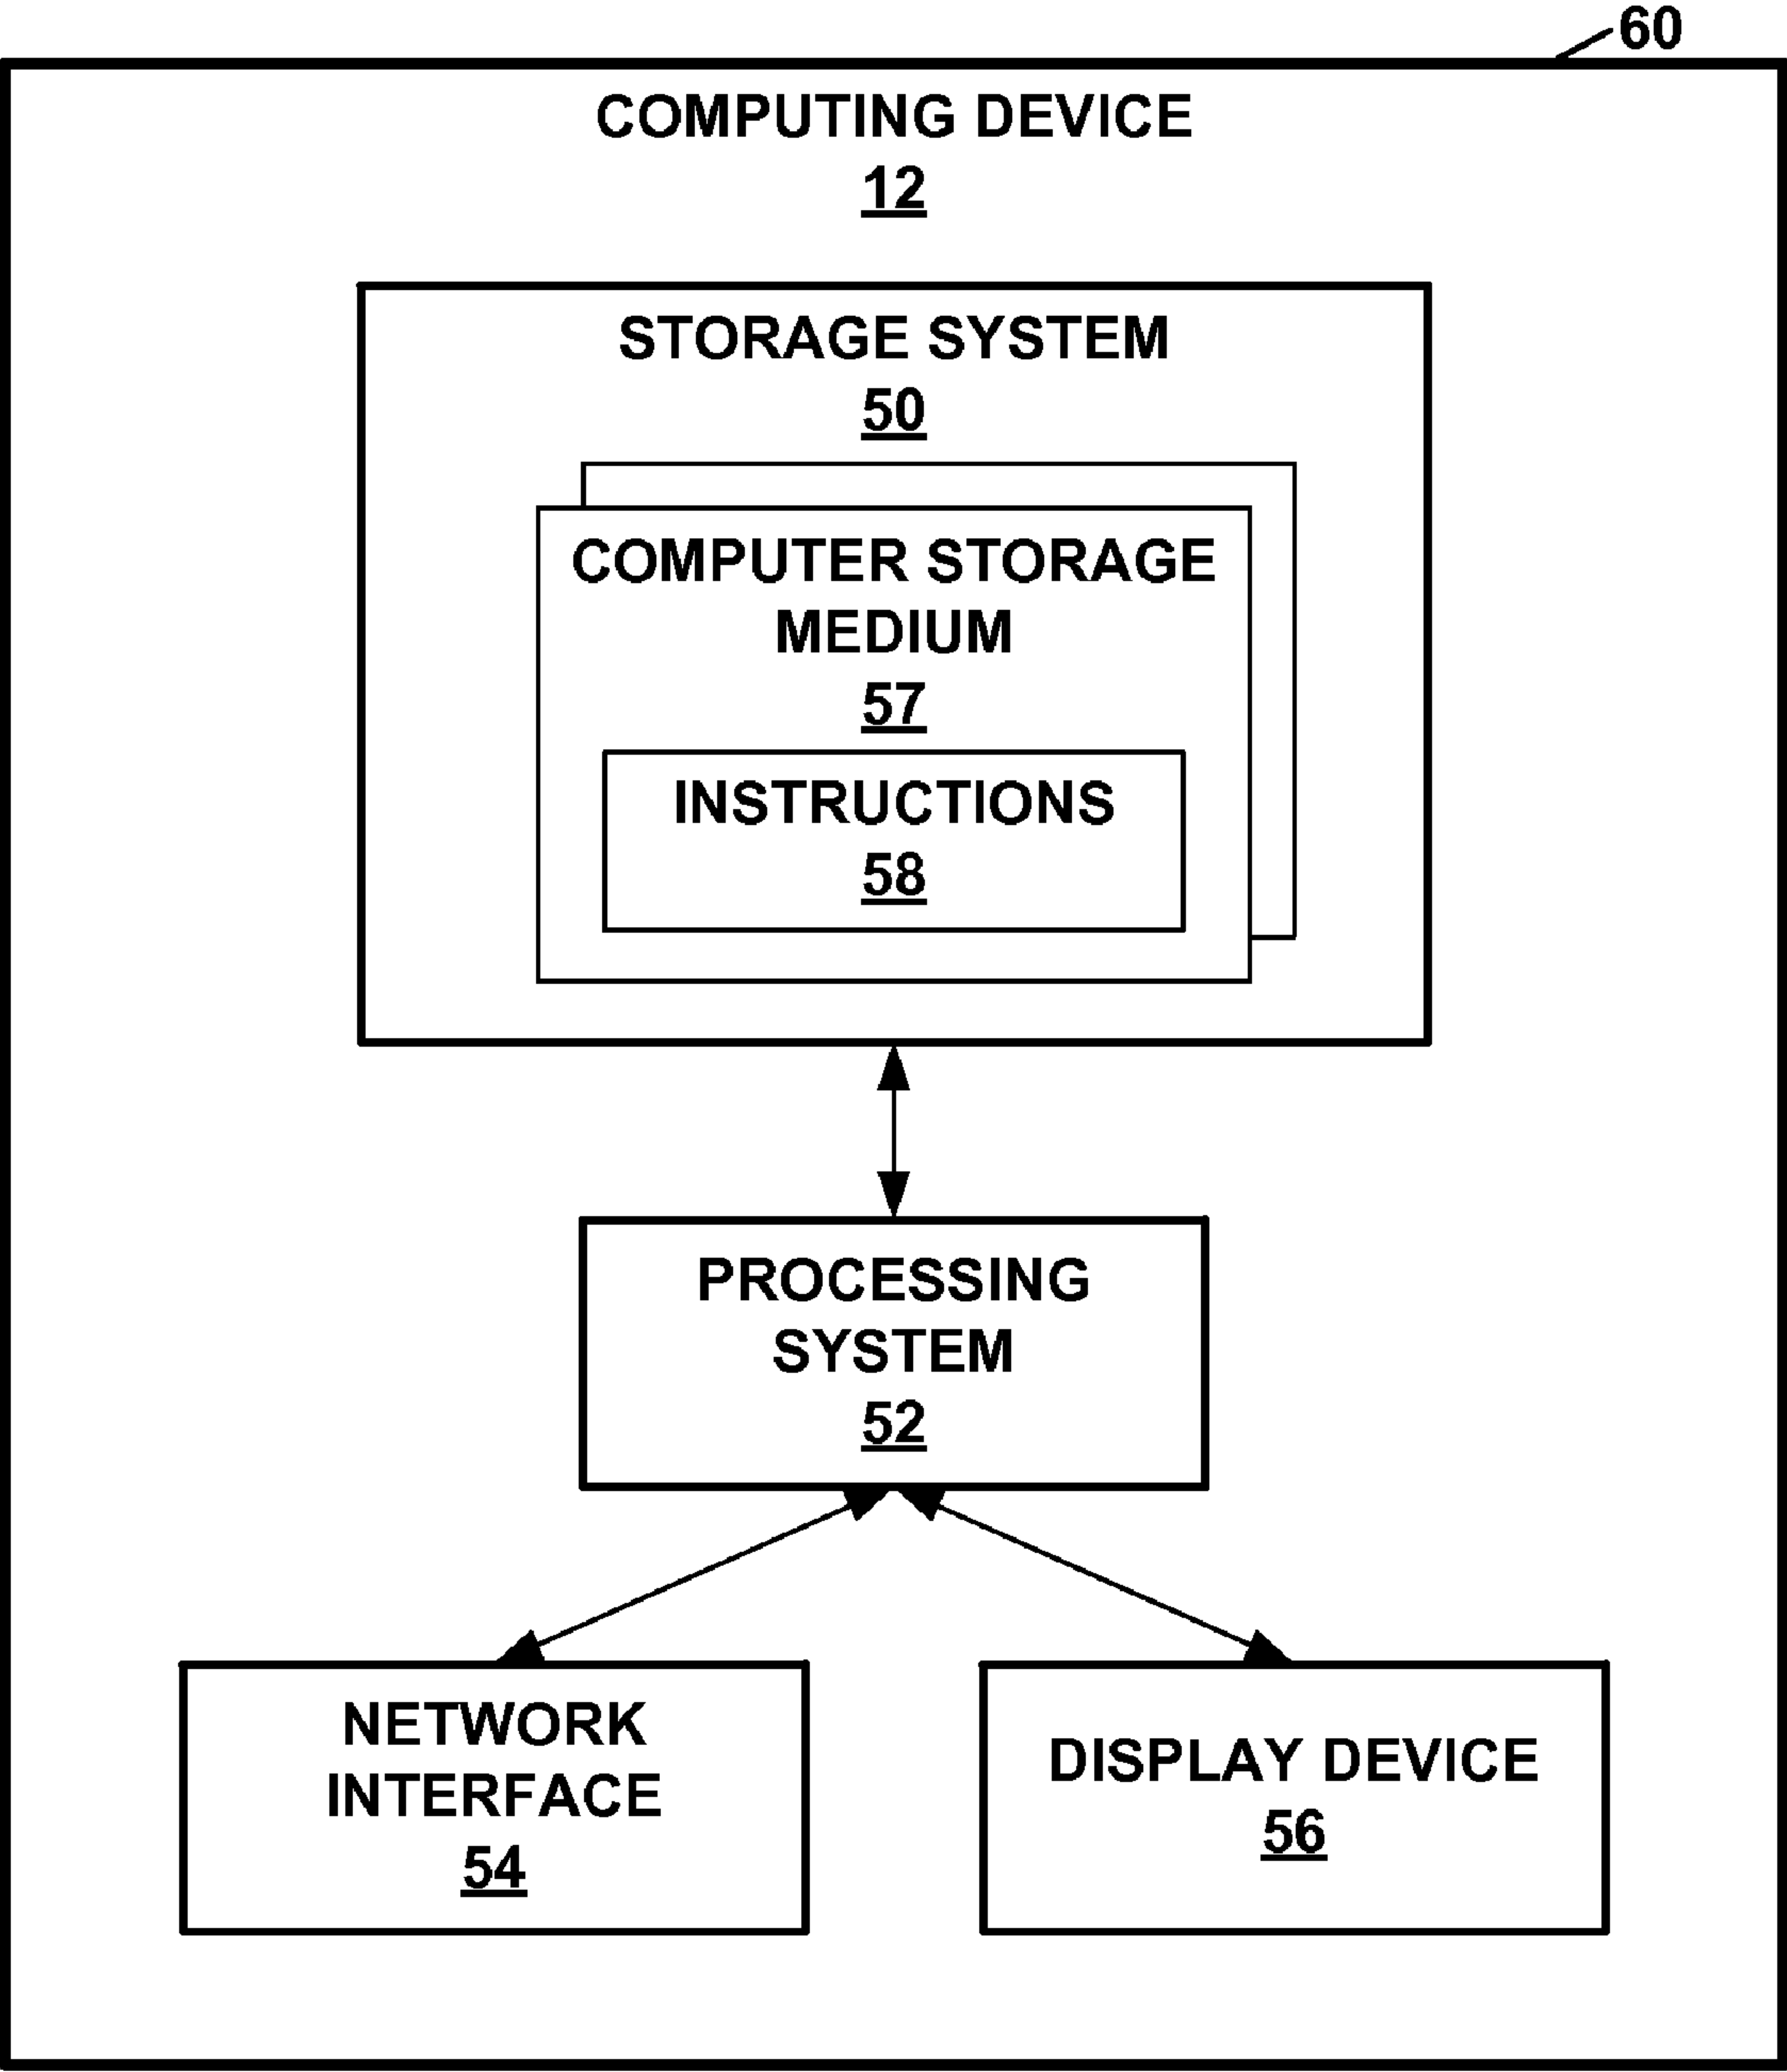 60
COMPUTING DEVICE
12
STORAGE SYSTEM
50
COMPUTER STORAGE
MEDIUM
57
INSTRUCTIONS
58
PROCESSING
SYSTEM
52
NETWORK
INTERFACE
54
DISPLAY DEVICE
56